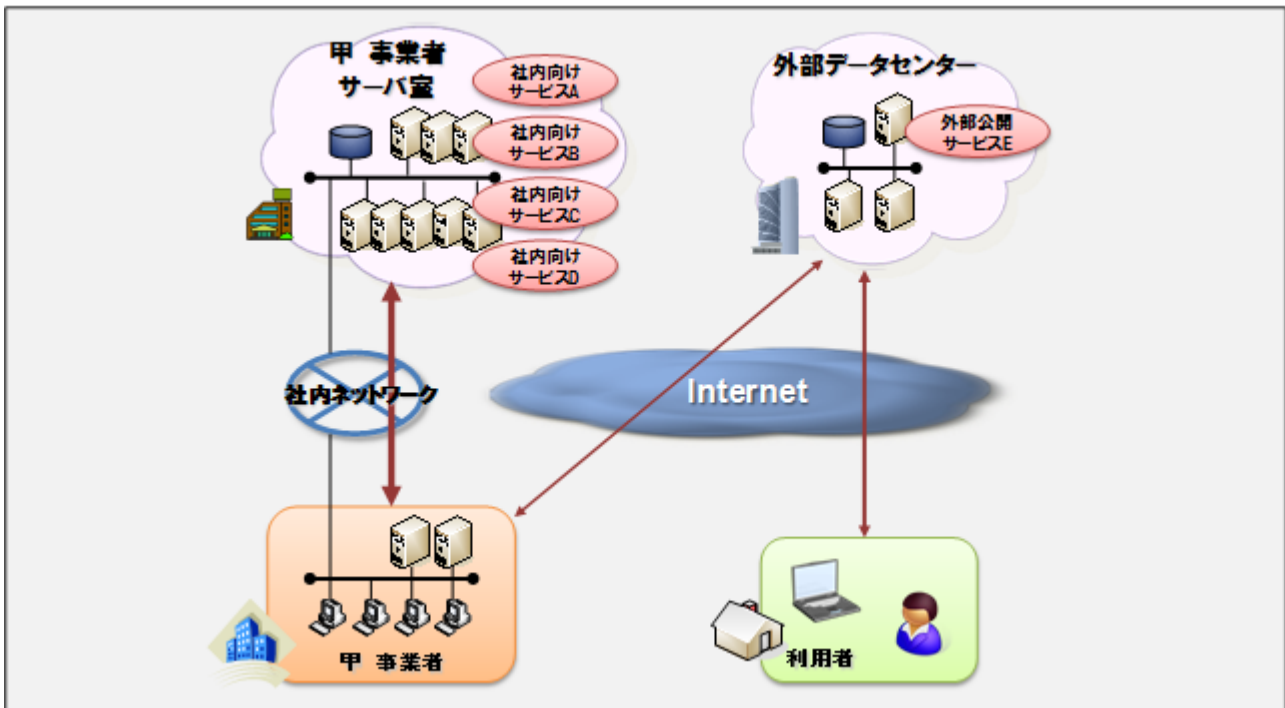 甲 事業者
サーバ室
社内向け
サービスA
社内向け
サービスB
社内向け
サービスC
社内向け
サービスD
外部データセンター
外部公開
サービスE
社内ネットワーク
Internet
甲 事業者
利用者